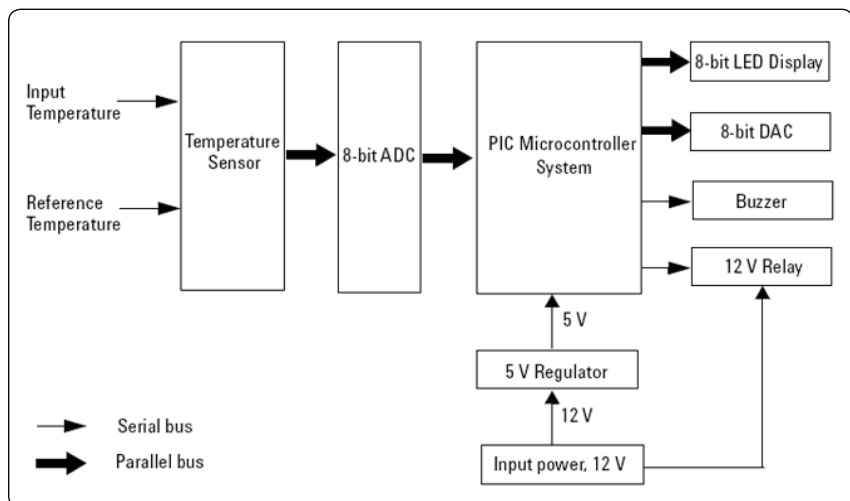 Input
Temperature
Reference
Temperature
Temperature
Sensor
8-bit ADC
PIC Microcontroller
System
8-bit LED Display
8-bit DAC
Buzzer
12 V Relay
5 V
5 V Regulator
12 V
Input power, 12 V
Serial bus
Parallel bus